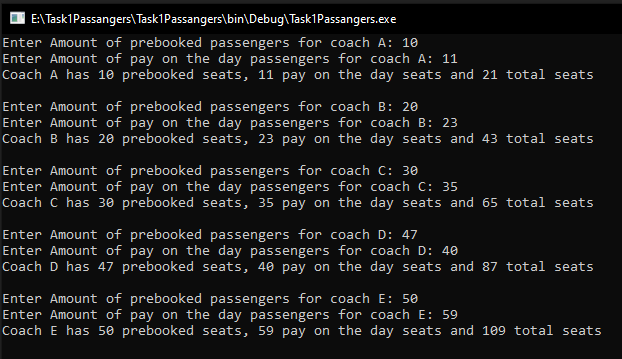 E:\Task1Passangers\Task1Passangers\bin\Debug\Task1Passangers.exe
Enter Amount of prebooked passengers for coach A: 10
Enter Amount of pay on the day passengers for coach A: 11
Coach A has 10 prebooked seats, 11 pay on the day seats and 21 total seats
Enter Amount of prebooked passengers for coach B: 20
Enter Amount of pay on the day passengers for coach B: 23
Coach B has 20 prebooked seats, 23 pay on the day seats and 43 total seats
Enter Amount of prebooked passengers for coach C: 30
Enter Amount of pay on the day passengers for coach C: 35
Coach C has 30 prebooked seats, 35 pay on the day seats and 65 total seats
Enter Amount of prebooked passengers for coach D: 47
Enter Amount of pay on the day passengers for coach D: 40
Coach D has 47 prebooked seats, 40 pay on the day seats and 87 total seats
Enter Amount of prebooked passengers for coach E: 50
Enter Amount of pay on the day passengers for coach E: 59
Coach E has 50 prebooked seats, 59 pay on the day seats and 109 total seats